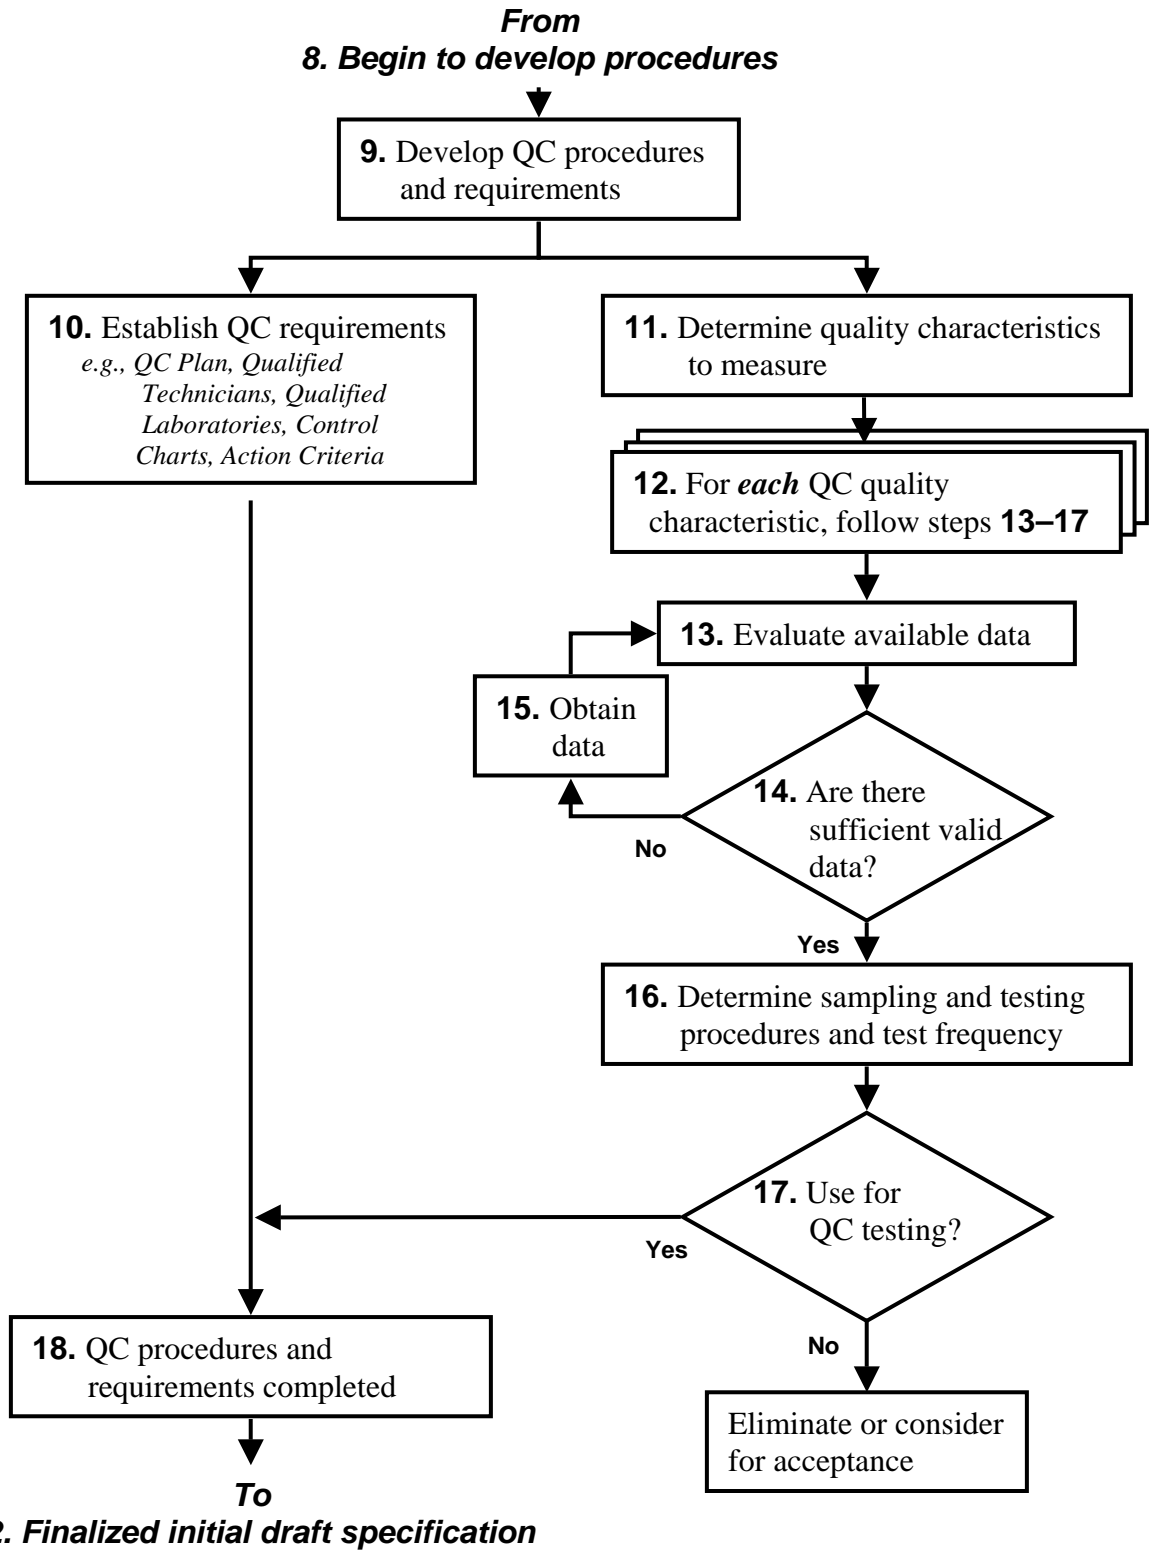 From
8. Begin to develop procedures
9. Develop QC procedures
and requirements
10. Establish QC requirements
e.g., QC Plan, Qualified
Technicians, Qualified
Laboratories, Control
Charts, Action Criteria
11. Determine quality characteristics
to measure
12. For each QC quality
characteristic, follow steps 13–17
13. Evaluate available data
15. Obtain
data
14. Are there
sufficient valid
data?
No
Yes
16. Determine sampling and testing
procedures and test frequency
17. Use for
QC testing?
Yes
No
18. QC procedures and
requirements completed
Eliminate or consider
for acceptance
To
. Finalized initial draft specification